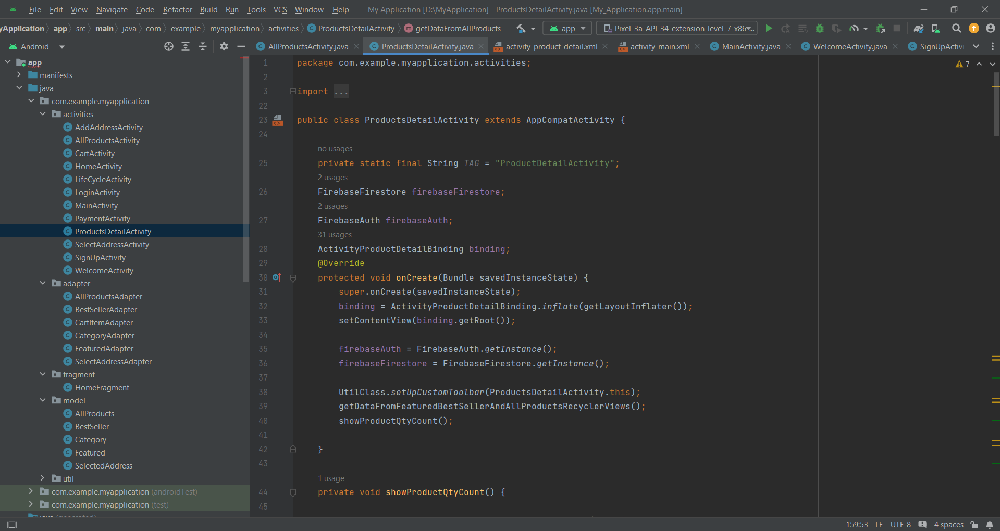 File Edit View Navigate Code Refactor Build Run Tools VCS Window Help My Application [D:\MyApplication] - ProductsDetailActivity.java [My_Application.app.main]
yApplication app src main java com example myapplication activities ProductsDetailActivity getDataFromAllProducts app Pixel_3a_API_34_extension_level_7_x86...
Android
AllProductsActivity.java ProductsDetailActivity.java activity_product_detail.xml activity_main.xml MainActivity.java WelcomeActivity.java SignUpActivi
app
manifests
java
com.example.myapplication
activities
AddAddressActivity
AllProductsActivity
CartActivity
HomeActivity
LifeCycleActivity
LoginActivity
MainActivity
PaymentActivity
ProductsDetailActivity
SelectAddressActivity
SignUpActivity
WelcomeActivity
adapter
AllProductsAdapter
BestSellerAdapter
CartItemAdapter
CategoryAdapter
FeaturedAdapter
SelectAddressAdapter
fragment
HomeFragment
model
AllProducts
BestSeller
Category
Featured
SelectedAddress
util
com.example.myapplication (androidTest)
com.example.myapplication (test)
java (generated)
7
1 package com.example.myapplication.activities;
2
3 import ...
22
23 public class ProductsDetailActivity extends AppCompatActivity {
24
no usages
25 private static final String TAG = "ProductDetailActivity";
2 usages
26 FirebaseFirestore firebaseFirestore;
2 usages
27 FirebaseAuth firebaseAuth;
31 usages
28 ActivityProductDetailBinding binding;
29 @Override
30 protected void onCreate(Bundle savedInstanceState) {
31 super.onCreate(savedInstanceState);
32 binding = ActivityProductDetailBinding.inflate(getLayoutInflater());
33 setContentView(binding.getRoot());
34
35 firebaseAuth = FirebaseAuth.getInstance();
36 firebaseFirestore = FirebaseFirestore.getInstance();
37
38 UtilClass.setUpCustomToolbar(ProductsDetailActivity.this);
39 getDataFromFeaturedBestSellerAndAllProductsRecyclerViews();
40 showProductQtyCount();
41
42 }
43
1 usage
44 private void showProductQtyCount() {
45
159:53 LF UTF-8 4 spaces